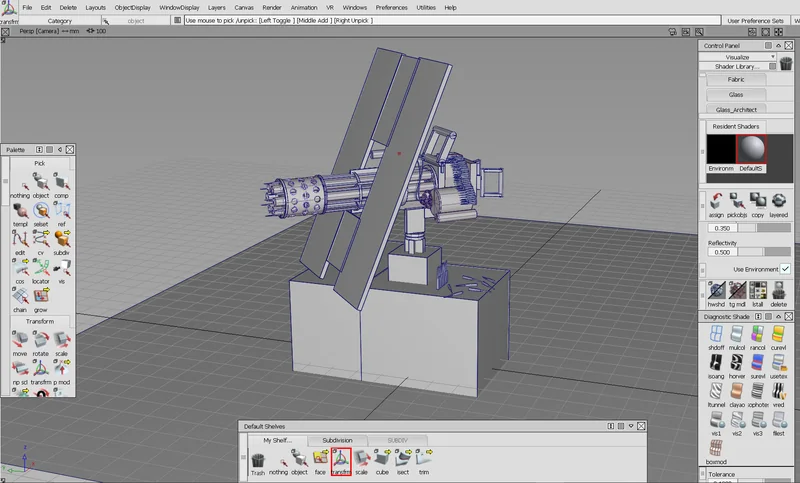 File Edit Delete Layouts ObjectDisplay WindowDisplay Layers Canvas Render Animation VR Windows Preferences Utilities Help
transfrm
Category object Use mouse to pick /unpick: [Left Toggle ] [Middle Add ] [Right Unpick ] User Preference Sets
Persp [Camera] mm 100
Control Panel
Visualize
Shader Library...
Fabric
Glass
Glass_Architect
Resident Shaders
Environm DefaultS
assign pickobjs copy layered
0.350
Reflectivity
0.500
Use Environment
hwshd tg mdl lstall delete
Diagnostic Shade
shdoff mulcol rancol curevl
isoang horver surevl usetex
ltunnel clayao vred
vis1 vis2 vis3 fllest
boxmod
Tolerance
Palette
Pick
nothing object comp
templ selset ref
edit cv subdiv
cos locator vis
chain grow
Transform
move rotate scale
np scl transfrm p mod
Default Shelves
My Shelf... Subdivision SUBDIV
Trash nothing object face transfrm scale cube isect trim
z
y x